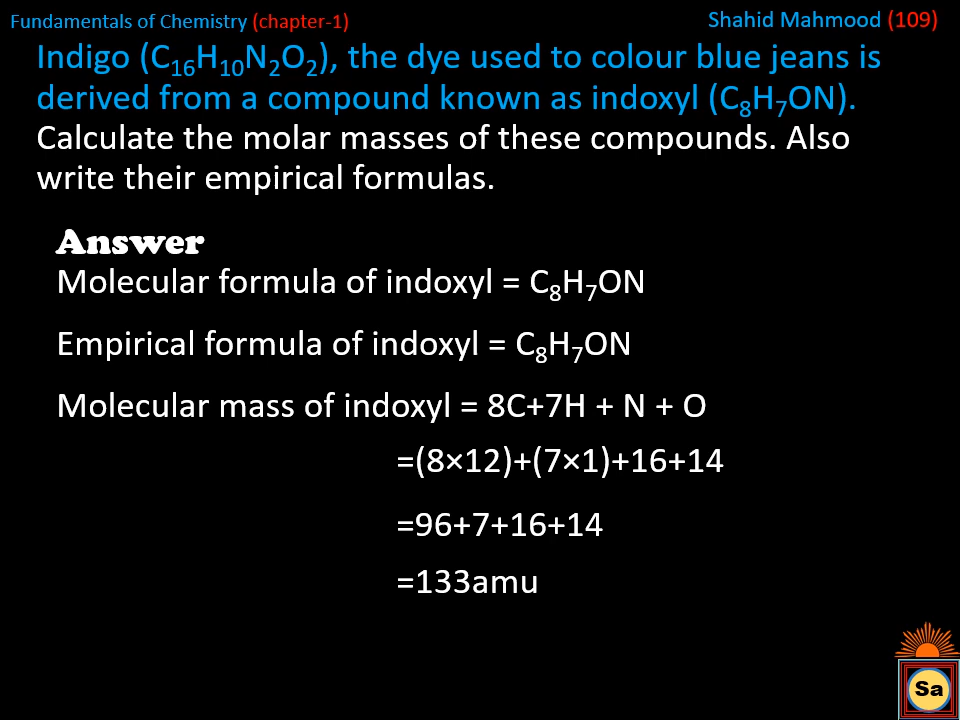 Fundamentals of Chemistry (chapter-1)
Shahid Mahmood (109)
Indigo (C₁₆H₁₀N₂O₂), the dye used to colour blue jeans is
derived from a compound known as indoxyl (C₈H₇ON).
Calculate the molar masses of these compounds. Also
write their empirical formulas.
Answer
Molecular formula of indoxyl = C₈H₇ON
Empirical formula of indoxyl = C₈H₇ON
Molecular mass of indoxyl = 8C+7H + N + O
=(8×12)+(7×1)+16+14
=96+7+16+14
=133amu
Sa